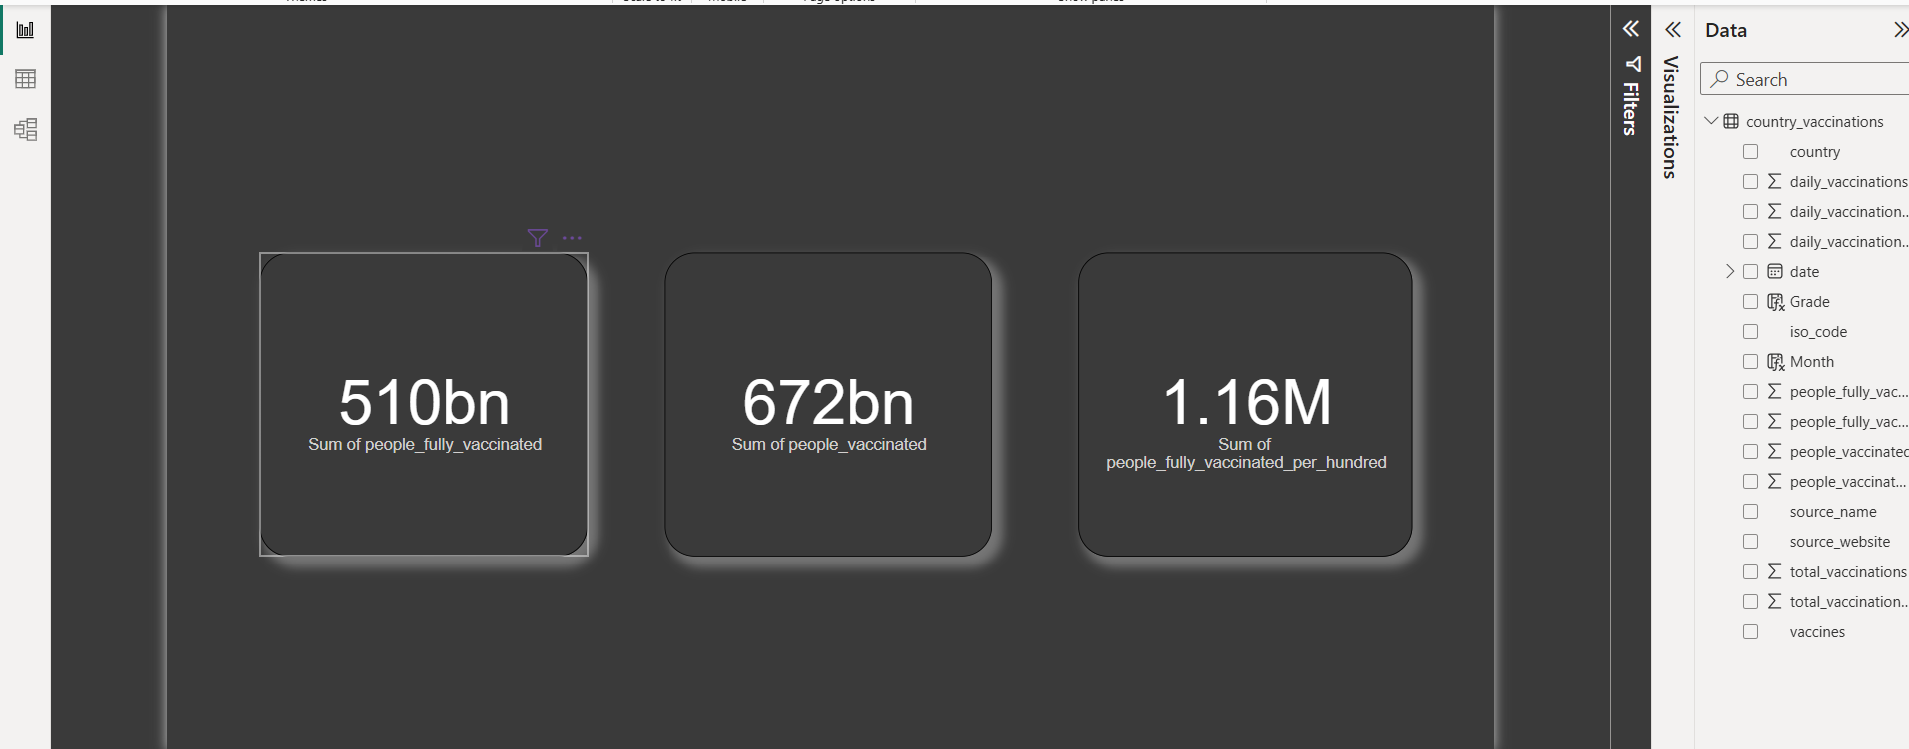 Data
Search
Filters
Visualizations
country_vaccinations
country
daily_vaccinations
daily_vaccination...
daily_vaccination...
date
Grade
iso_code
Month
people_fully_vac...
people_fully_vac...
people_vaccinated
people_vaccinat...
source_name
source_website
total_vaccinations
total_vaccination...
vaccines
510bn
Sum of people_fully_vaccinated
672bn
Sum of people_vaccinated
1.16M
Sum of
people_fully_vaccinated_per_hundred